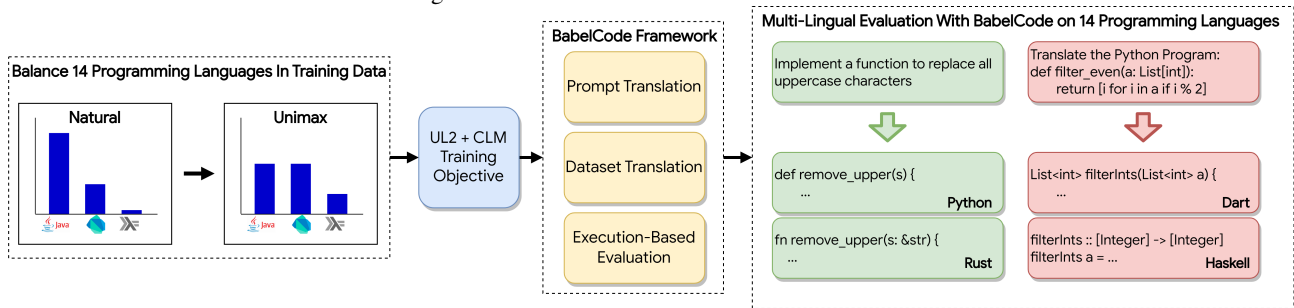 Balance 14 Programming Languages In Training Data
Natural
Java
Unimax
Java
UL2 + CLM
Training
Objective
BabelCode Framework
Prompt Translation
Dataset Translation
Execution-Based
Evaluation
Multi-Lingual Evaluation With BabelCode on 14 Programming Languages
Implement a function to replace all
uppercase characters
def remove_upper(s) {
...
Python
fn remove_upper(s: &str) {
...
Rust
Translate the Python Program:
def filter_even(a: List[int]):
return [i for i in a if i % 2]
List<int> filterInts(List<int> a) {
...
Dart
filterInts :: [Integer] -> [Integer]
filterInts a = ...
Haskell